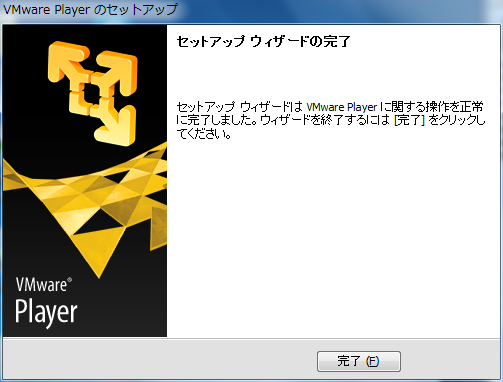 VMware Player のセットアップ
セットアップ ウィザードの完了
セットアップ ウィザードは VMware Player に関する操作を正常
に完了しました。ウィザードを終了するには [完了] をクリックし
てください。
VMware®
Player
完了 (F)